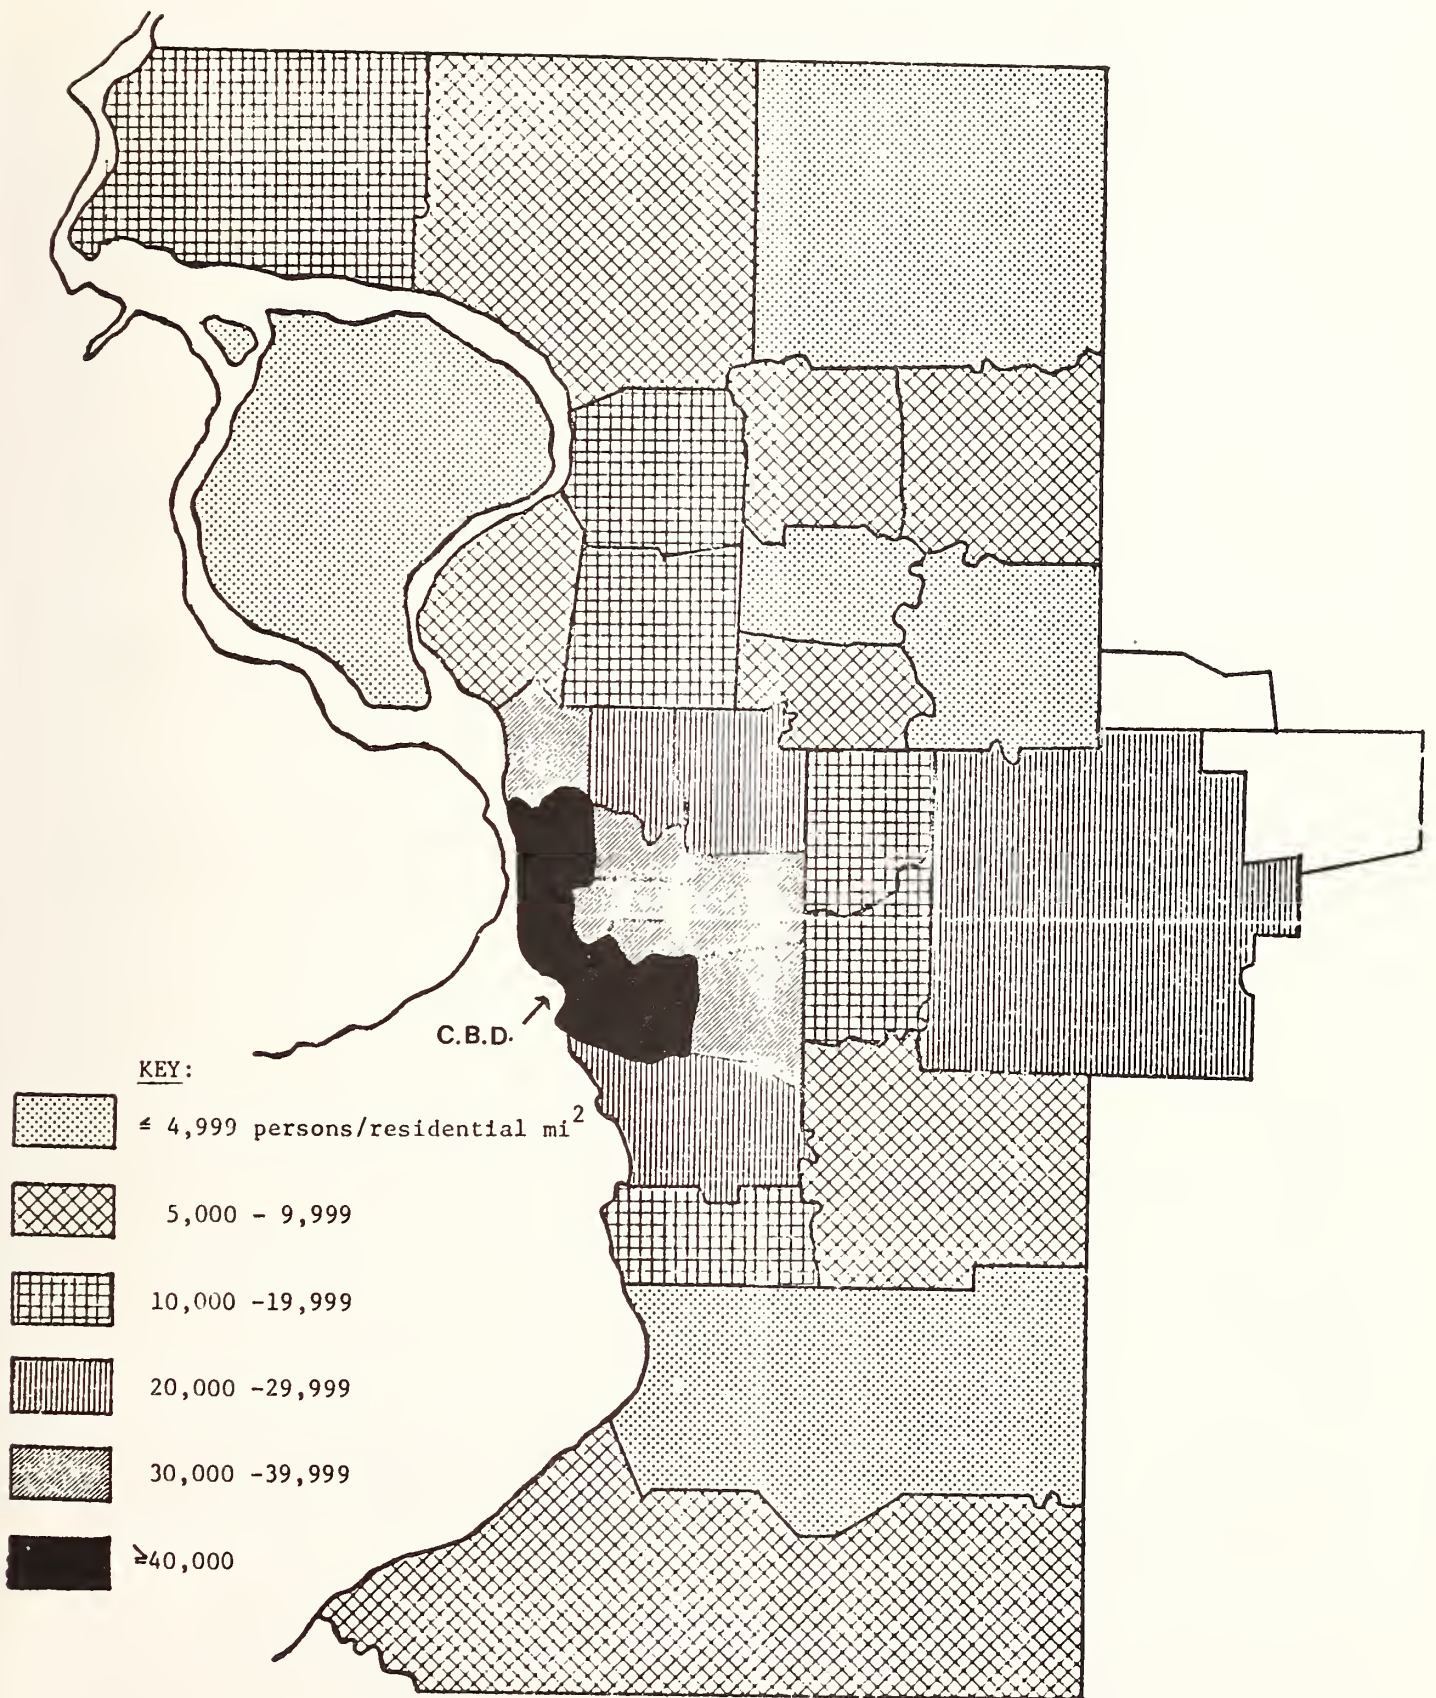 C.B.D.
KEY:
≤ 4,999 persons/residential mi²
5,000 - 9,999
10,000 -19,999
20,000 -29,999
30,000 -39,999
≥40,000